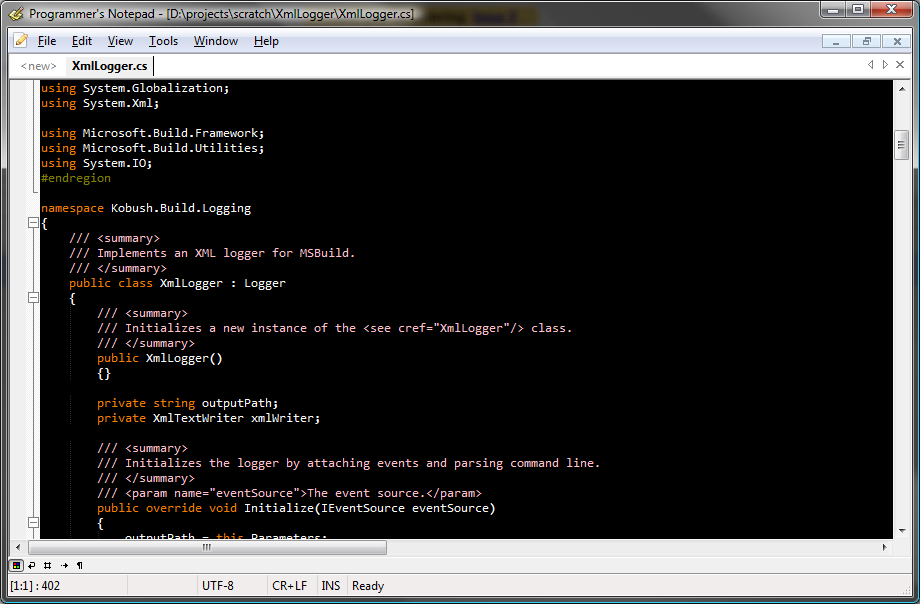 Programmer's Notepad - [D:\projects\scratch\XmlLogger\XmlLogger.cs]
File Edit View Tools Window Help
<new> XmlLogger.cs
using System.Globalization;
using System.Xml;
using Microsoft.Build.Framework;
using Microsoft.Build.Utilities;
using System.IO;
#endregion
namespace Kobush.Build.Logging
{
/// <summary>
/// Implements an XML logger for MSBuild.
/// </summary>
public class XmlLogger : Logger
{
/// <summary>
/// Initializes a new instance of the <see cref="XmlLogger"/> class.
/// </summary>
public XmlLogger()
{}
private string outputPath;
private XmlTextWriter xmlWriter;
/// <summary>
/// Initializes the logger by attaching events and parsing command line.
/// </summary>
/// <param name="eventSource">The event source.</param>
public override void Initialize(IEventSource eventSource)
{
outputPath = this.Parameters;
[1:1] : 402 UTF-8 CR+LF INS Ready